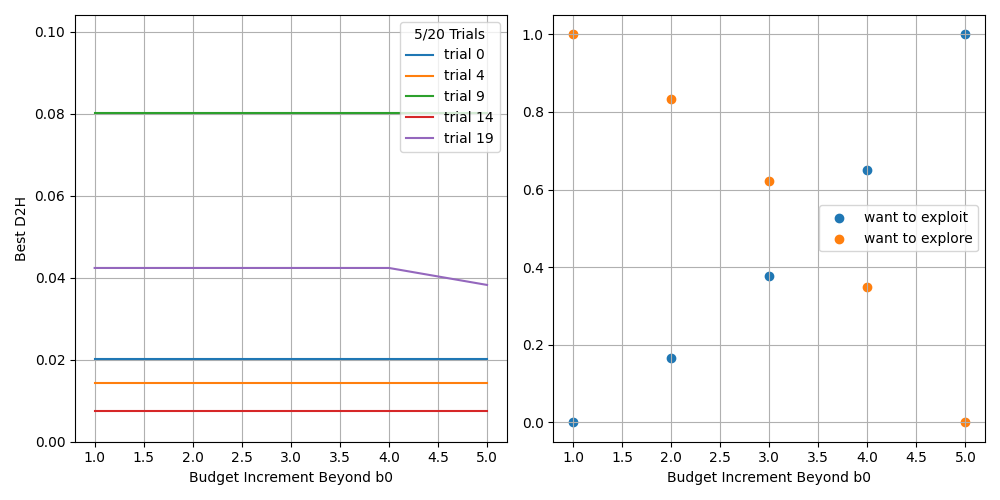 0.10
0.08
0.06
0.04
0.02
0.00
Best D2H
1.0 1.5 2.0 2.5 3.0 3.5 4.0 4.5 5.0
Budget Increment Beyond b0
5/20 Trials
trial 0
trial 4
trial 9
trial 14
trial 19
1.0
0.8
0.6
0.4
0.2
0.0
1.0 1.5 2.0 2.5 3.0 3.5 4.0 4.5 5.0
Budget Increment Beyond b0
want to exploit
want to explore